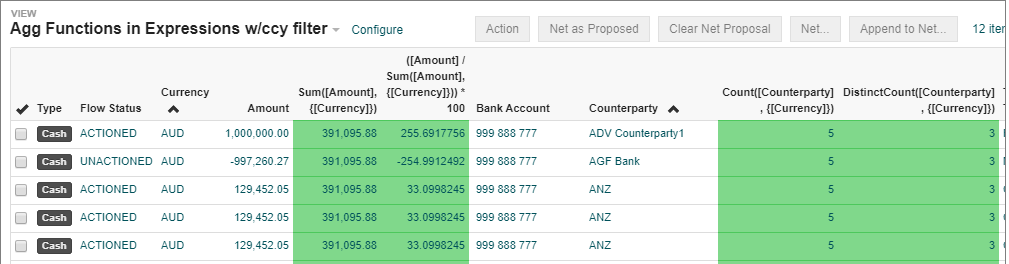 VIEW
Agg Functions in Expressions w/ccy filter Configure Action Net as Proposed Clear Net Proposal Net... Append to Net... 12 iter
([Amount] /
Sum([Amount],
Currency Sum([Amount], {[Currency]})) * Count([Counterparty] DistinctCount([Counterparty]
Type Flow Status Amount {[Currency]}) 100 Bank Account Counterparty , {[Currency]}) , {[Currency]})
Cash ACTIONED AUD 1,000,000.00 391,095.88 255.6917756 999 888 777 ADV Counterparty1 5 3
Cash UNACTIONED AUD -997,260.27 391,095.88 -254.9912492 999 888 777 AGF Bank 5 3
Cash ACTIONED AUD 129,452.05 391,095.88 33.0998245 999 888 777 ANZ 5 3
Cash ACTIONED AUD 129,452.05 391,095.88 33.0998245 999 888 777 ANZ 5 3
Cash ACTIONED AUD 129,452.05 391,095.88 33.0998245 999 888 777 ANZ 5 3